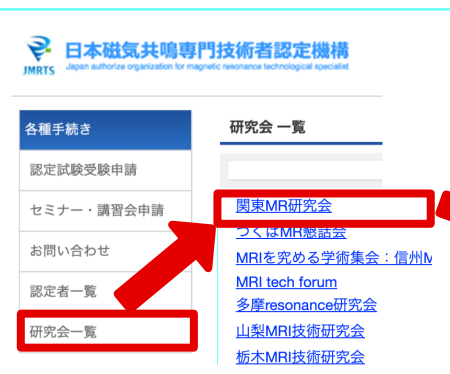 日本磁気共鳴専門技術者認定機構
JMRTS
Japan authorize organization for magnetic resonance technological specialist
各種手続き
認定試験受験申請
セミナー・講習会申請
お問い合わせ
認定者一覧
研究会一覧
研究会 一覧
関東MR研究会
つくばMR懇話会
MRIを究める学術集会：信州M
MRI tech forum
多摩resonance研究会
山梨MRI技術研究会
栃木MRI技術研究会